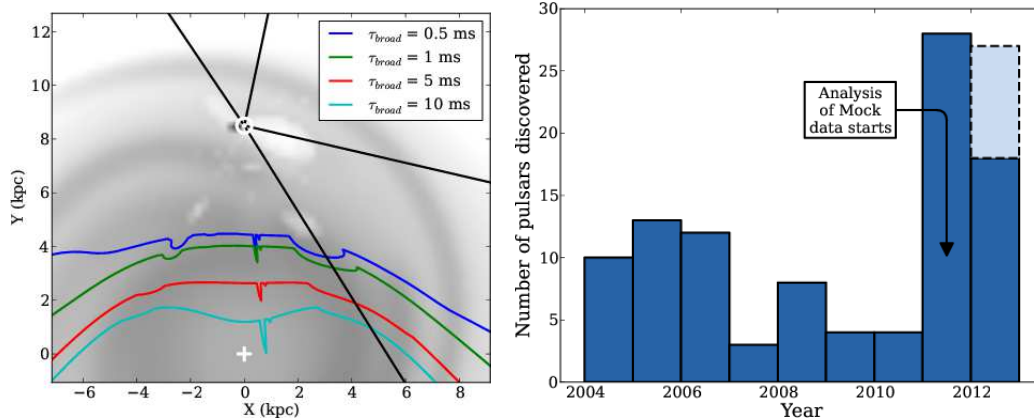 12
10
8
6
4
2
0
Y (kpc)
−6
−4
−2
0
2
4
6
8
X (kpc)
τbroad = 0.5 ms
τbroad = 1 ms
τbroad = 5 ms
τbroad = 10 ms
30
25
20
15
10
5
0
Number of pulsars discovered
Analysis
of Mock
data starts
2004
2006
2008
2010
2012
Year